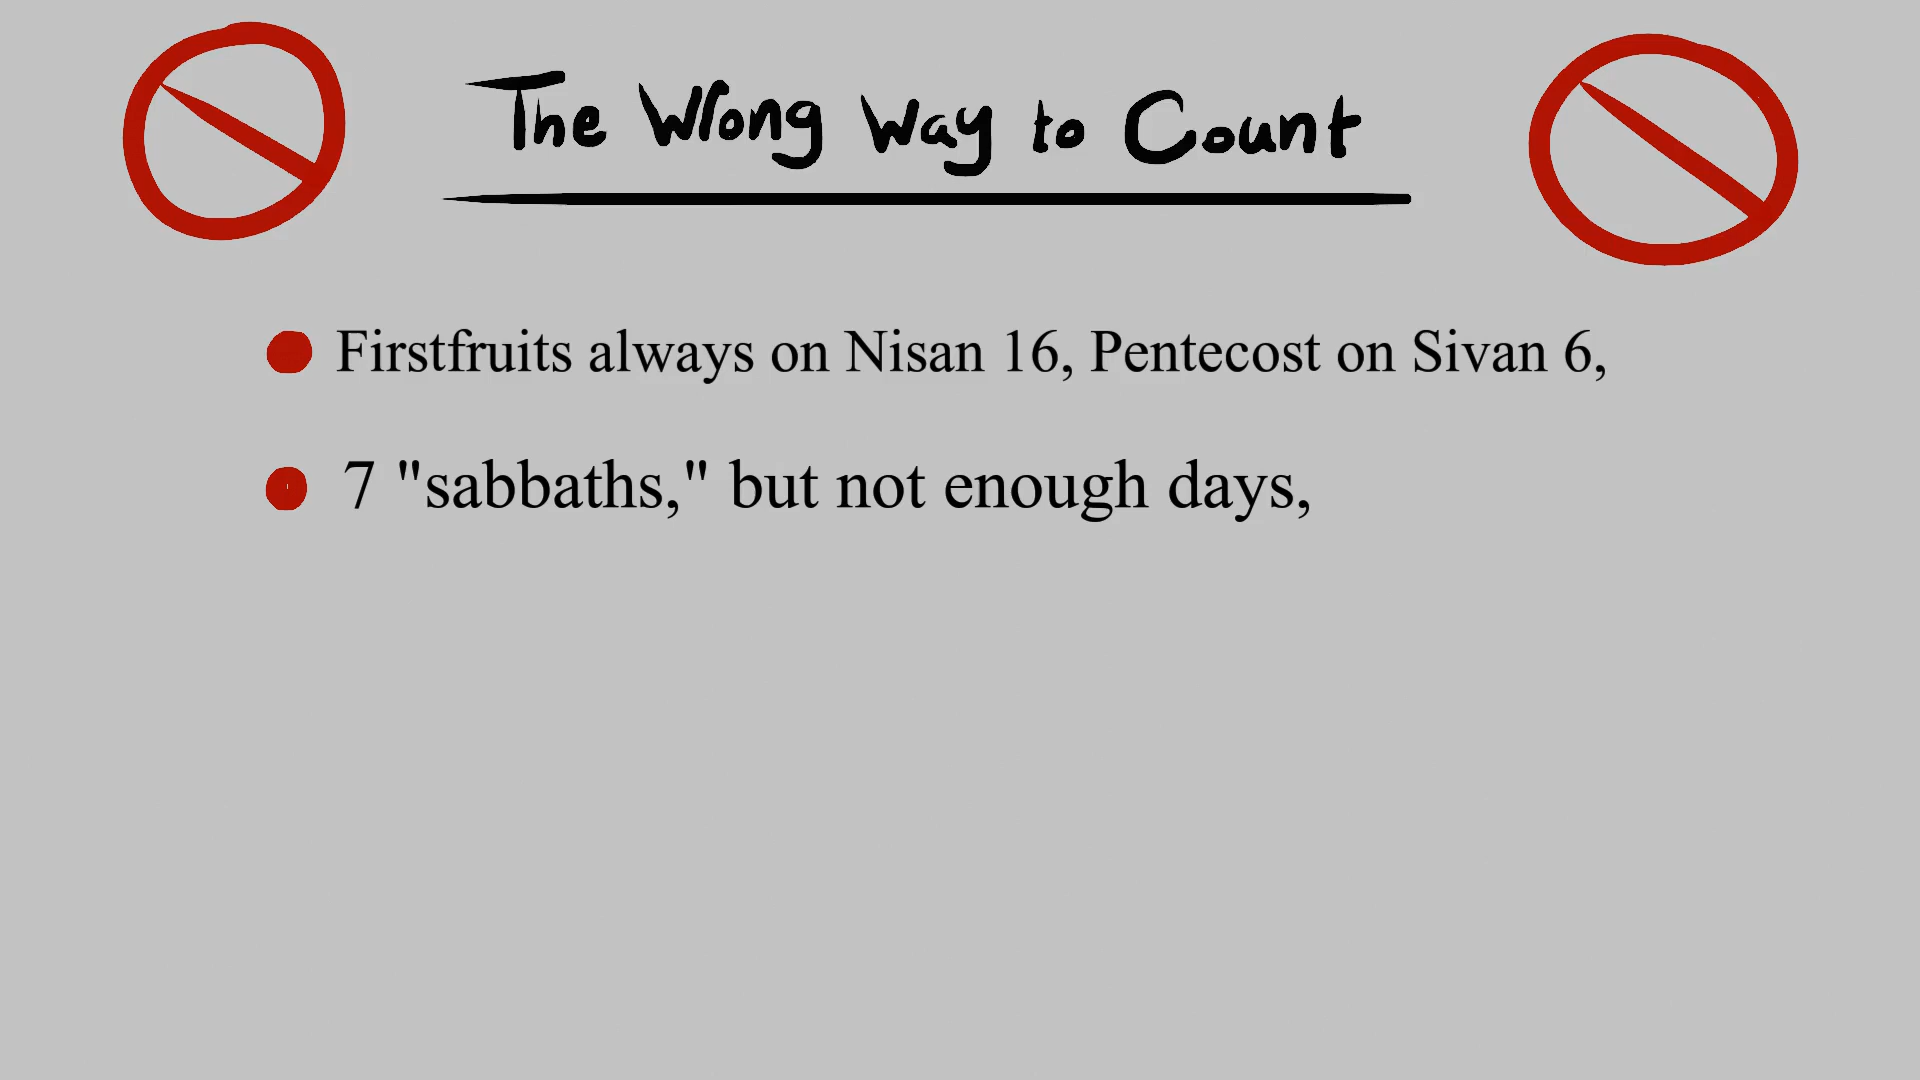 The Wrong Way to Count
Firstfruits always on Nisan 16, Pentecost on Sivan 6,
7 "sabbaths," but not enough days,